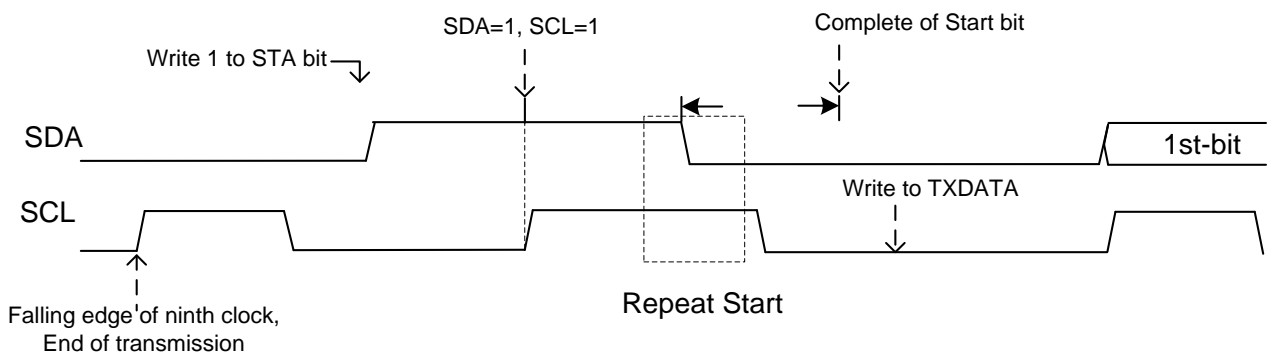 SDA=1, SCL=1
Complete of Start bit
Write 1 to STA bit
SDA
1st-bit
Write to TXDATA
SCL
Repeat Start
Falling edge of ninth clock,
End of transmission